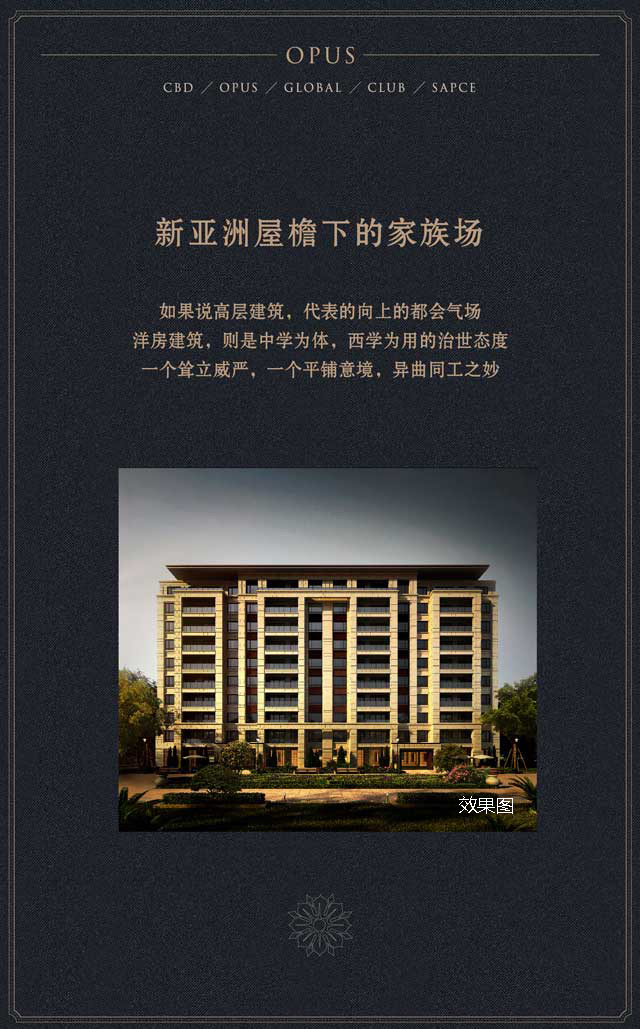 OPUS
CBD ／ OPUS ／ GLOBAL ／ CLUB ／ SAPCE
新亚洲屋檐下的家族场
如果说高层建筑，代表的向上的都会气场
洋房建筑，则是中学为体，西学为用的治世态度
一个耸立威严，一个平铺意境，异曲同工之妙
效果图